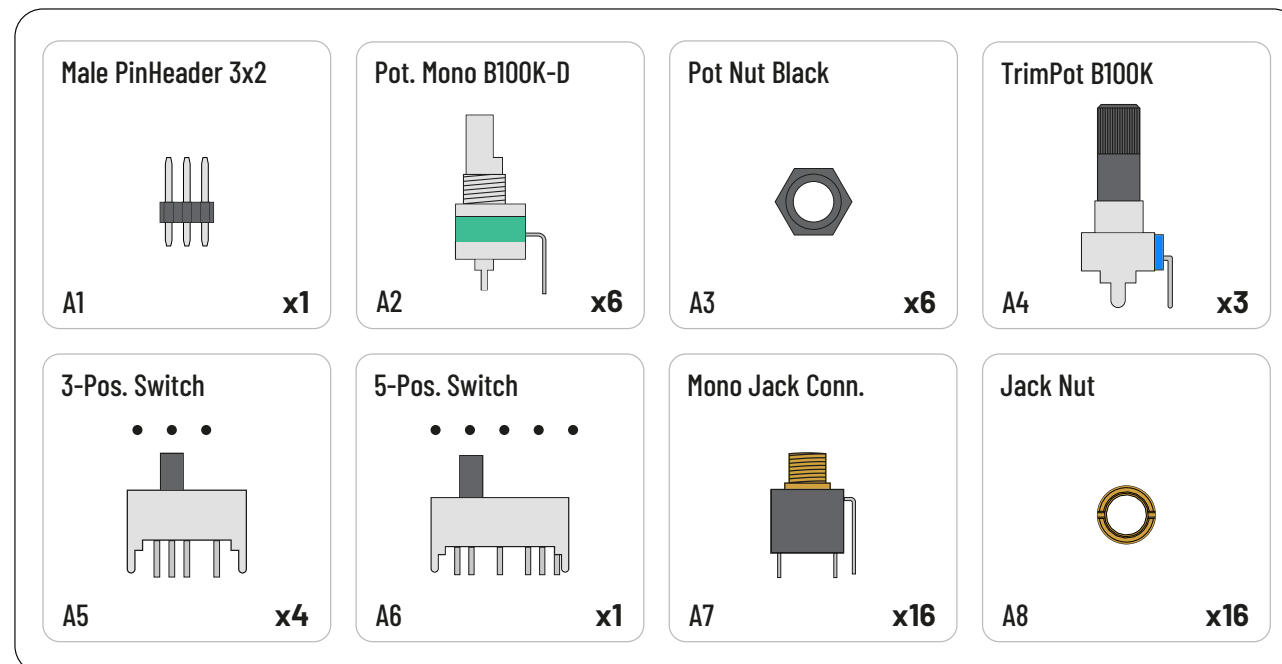 Male PinHeader 3x2
A1 x1
Pot. Mono B100K-D
A2 x6
Pot Nut Black
A3 x6
TrimPot B100K
A4 x3
3-Pos. Switch
A5 x4
5-Pos. Switch
A6 x1
Mono Jack Conn.
A7 x16
Jack Nut
A8 x16